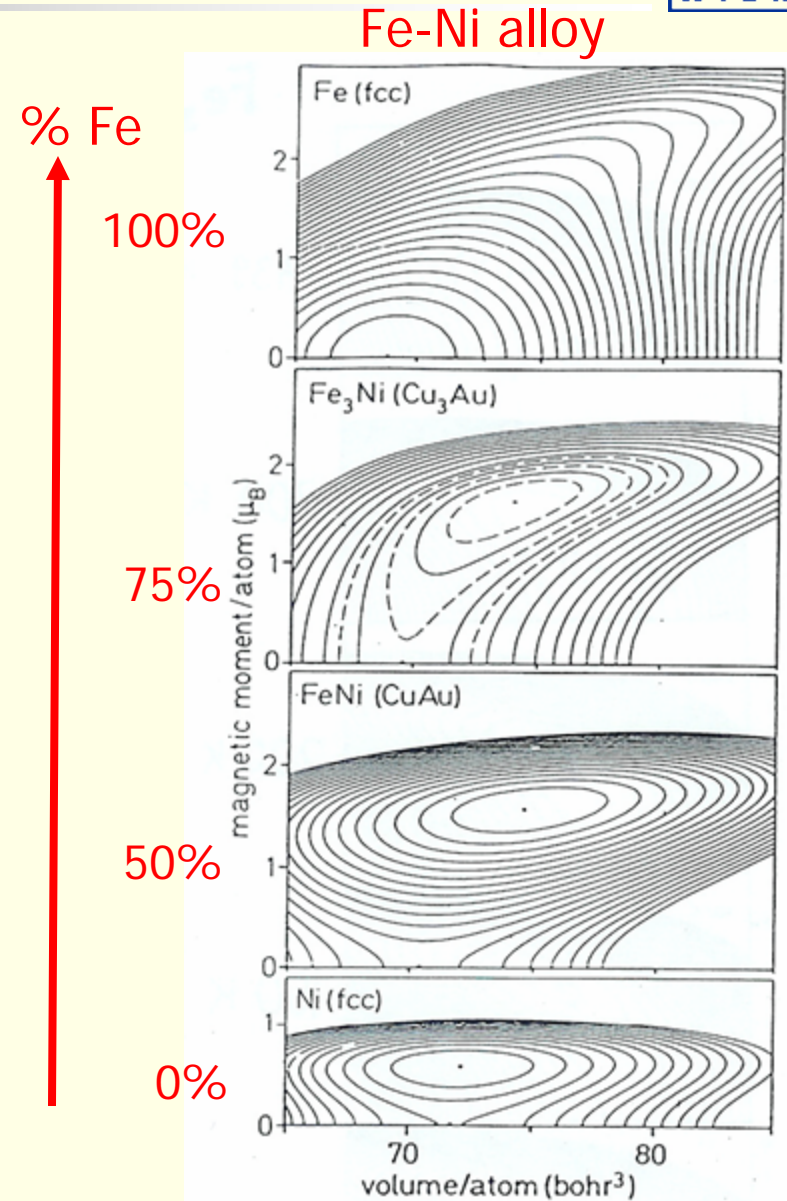 Fe-Ni alloy
% Fe
100%
75%
50%
0%
Fe (fcc)
2
1
0
Fe₃Ni (Cu₃Au)
2
1
0
FeNi (CuAu)
2
1
0
Ni (fcc)
1
0
70 80
volume/atom (bohr³)
magnetic moment/atom (μB)